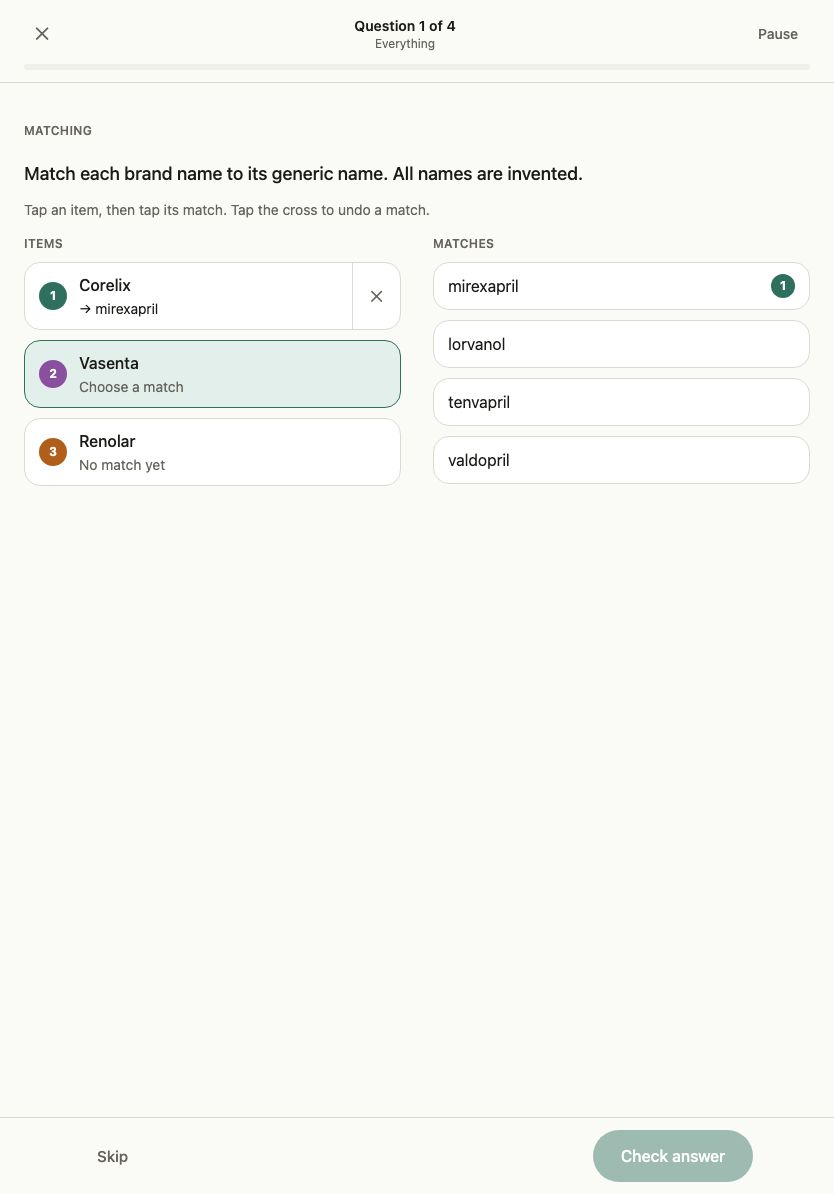 Question 1 of 4
Everything
Pause
MATCHING
Match each brand name to its generic name. All names are invented.
Tap an item, then tap its match. Tap the cross to undo a match.
ITEMS
1
Corelix
→ mirexapril
2
Vasenta
Choose a match
3
Renolar
No match yet
MATCHES
mirexapril
1
lorvanol
tenvapril
valdopril
Skip
Check answer